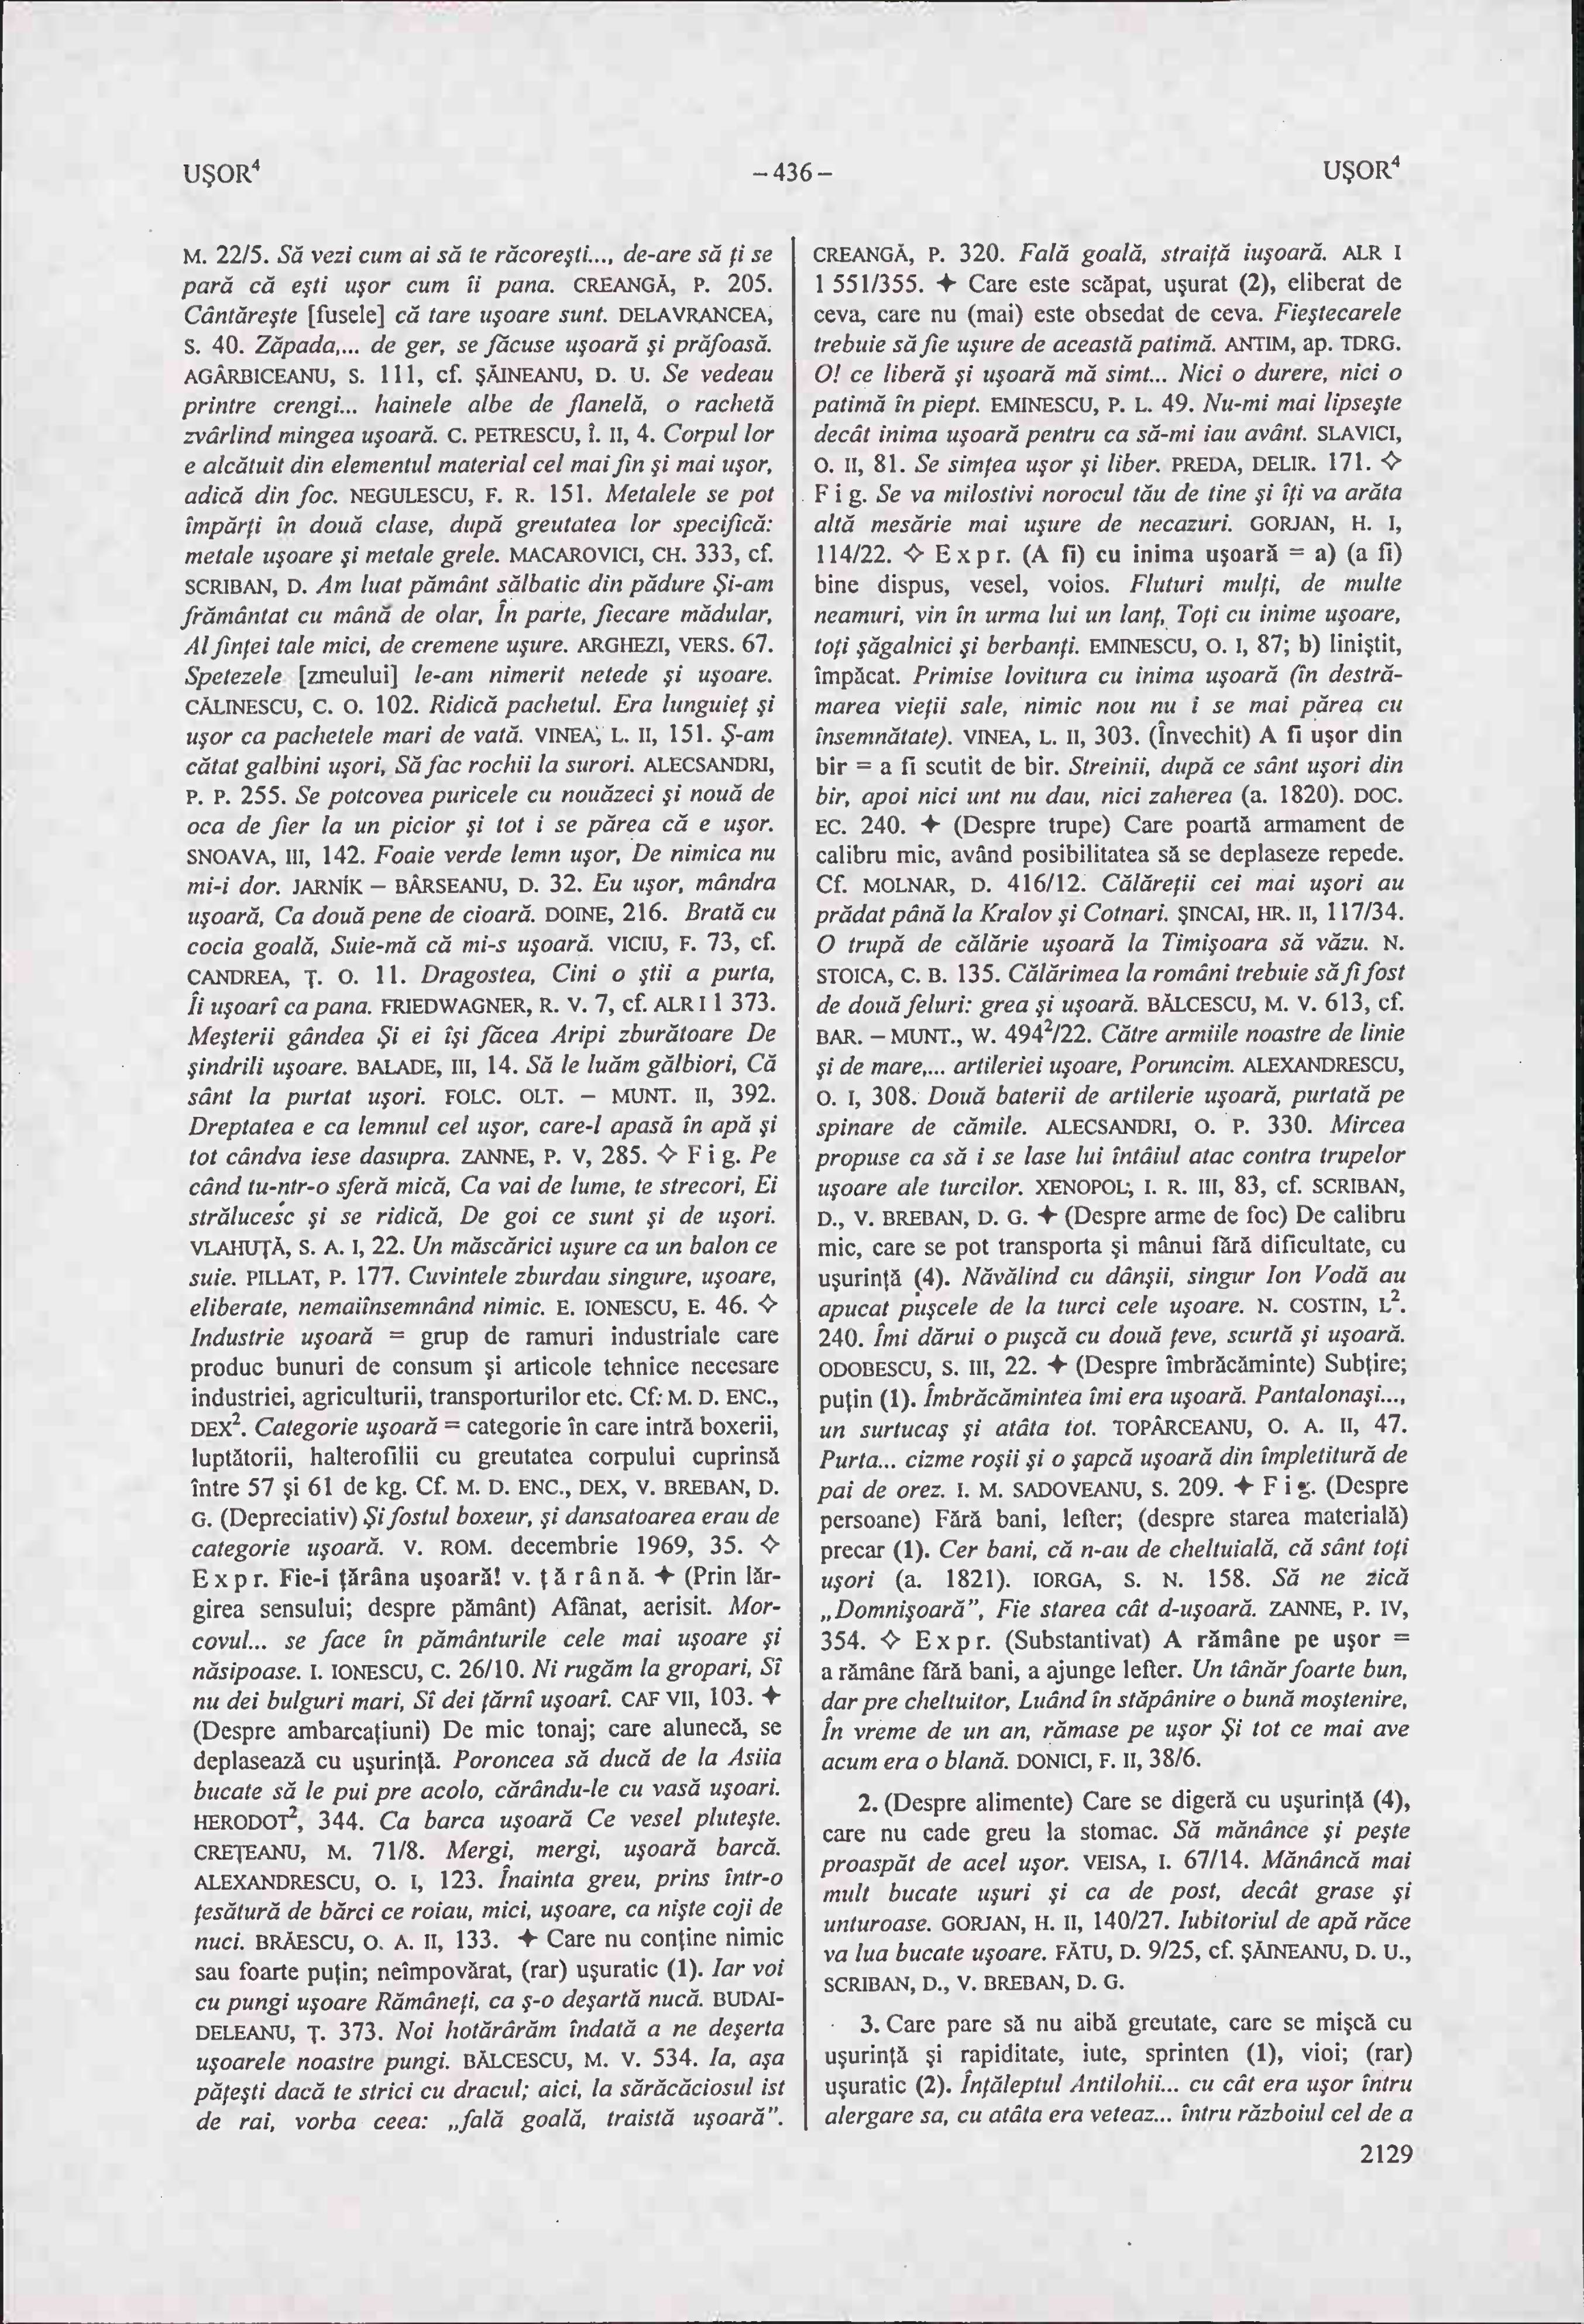 UŞOR⁴
– 436 –
UŞOR⁴
M. 22/5. Să vezi cum ai să te răcoreşti..., de-are să ţi se
pară că eşti uşor cum îi pana. CREANGĂ, P. 205.
Cântăreşte [fusele] că tare uşoare sunt. DELAVRANCEA,
S. 40. Zăpada,... de ger, se făcuse uşoară şi prăfoasă.
AGÂRBICEANU, S. 111, cf. ŞĂINEANU, D. U. Se vedeau
printre crengi... hainele albe de flanelă, o rachetă
zvârlind mingea uşoară. C. PETRESCU, Î. II, 4. Corpul lor
e alcătuit din elementul material cel mai fin şi mai uşor,
adică din foc. NEGULESCU, F. R. 151. Metalele se pot
împărţi în două clase, după greutatea lor specifică:
metale uşoare şi metale grele. MACAROVICI, CH. 333, cf.
SCRIBAN, D. Am luat pământ sălbatic din pădure Şi-am
frământat cu mână de olar, În parte, fiecare mădular,
Al fiinţei tale mici, de cremene uşure. ARGHEZI, VERS. 67.
Spetezele [zmeului] le-am nimerit netede şi uşoare.
CĂLINESCU, C. O. 102. Ridică pachetul. Era lunguieţ şi
uşor ca pachetele mari de vată. VINEA, L. II, 151. Ş-am
cătat galbini uşori, Să fac rochii la surori. ALECSANDRI,
P. P. 255. Se potcovea puricele cu nouăzeci şi nouă de
oca de fier la un picior şi tot i se părea că e uşor.
SNOAVA, III, 142. Foaie verde lemn uşor, De nimica nu
mi-i dor. JARNÍK – BÂRSEANU, D. 32. Eu uşor, mândra
uşoară, Ca două pene de cioară. DOINE, 216. Brată cu
cocia goală, Suie-mă că mi-s uşoară. VICIU, F. 73, cf.
CANDREA, Ţ. O. 11. Dragostea, Cini o ştii a purta,
Îi uşoarî ca pana. FRIEDWAGNER, R. V. 7, cf. ALR I 1 373.
Meşterii gândea Şi ei îşi făcea Aripi zburătoare De
şindrili uşoare. BALADE, III, 14. Să le luăm gălbiori, Că
sânt la purtat uşori. FOLC. OLT. – MUNT. II, 392.
Dreptatea e ca lemnul cel uşor, care-l apasă în apă şi
tot cândva iese dasupra. ZANNE, P. V, 285. ◇ F i g. Pe
când tu-ntr-o sferă mică, Ca vai de lume, te strecori, Ei
strălucesc şi se ridică, De goi ce sunt şi de uşori.
VLAHUŢĂ, S. A. I, 22. Un măscărici uşure ca un balon ce
suie. PILLAT, P. 177. Cuvintele zburdau singure, uşoare,
eliberate, nemaiînsemnând nimic. E. IONESCU, E. 46. ◇
Industrie uşoară = grup de ramuri industriale care
produc bunuri de consum şi articole tehnice necesare
industriei, agriculturii, transporturilor etc. Cf. M. D. ENC.,
DEX². Categorie uşoară = categorie în care intră boxerii,
luptătorii, halterofilii cu greutatea corpului cuprinsă
între 57 şi 61 de kg. Cf. M. D. ENC., DEX, V. BREBAN, D.
G. (Depreciativ) Şi fostul boxeur, şi dansatoarea erau de
categorie uşoară. V. ROM. decembrie 1969, 35. ◇
E x p r. Fie-i ţărâna uşoară! v. ţ ă r â n ă. ✦ (Prin lăr-
girea sensului; despre pământ) Afânat, aerisit. Mor-
covul... se face în pământurile cele mai uşoare şi
năsipoase. I. IONESCU, C. 26/10. Ni rugăm la gropari, Sî
nu dei bulguri mari, Sî dei ţărnî uşoarî. CAF VII, 103. ✦
(Despre ambarcaţiuni) De mic tonaj; care alunecă, se
deplasează cu uşurinţă. Poroncea să ducă de la Asiia
bucate să le pui pre acolo, cărându-le cu vasă uşoari.
HERODOT², 344. Ca barca uşoară Ce vesel pluteşte.
CREŢEANU, M. 71/8. Mergi, mergi, uşoară barcă.
ALEXANDRESCU, O. I, 123. Înainta greu, prins într-o
ţesătură de bărci ce roiau, mici, uşoare, ca nişte coji de
nuci. BRĂESCU, O. A. II, 133. ✦ Care nu conţine nimic
sau foarte puţin; neîmpovărat, (rar) uşuratic (1). Iar voi
cu pungi uşoare Rămâneţi, ca ş-o deşartă nucă. BUDAI-
DELEANU, Ţ. 373. Noi hotărârăm îndată a ne deşerta
uşoarele noastre pungi. BĂLCESCU, M. V. 534. Ia, aşa
păţeşti dacă te strici cu dracul; aici, la sărăcăciosul ist
de rai, vorba ceea: „fală goală, traistă uşoară”.
CREANGĂ, P. 320. Fală goală, straiţă iuşoară. ALR I
1 551/355. ✦ Care este scăpat, uşurat (2), eliberat de
ceva, care nu (mai) este obsedat de ceva. Fieştecarele
trebuie să fie uşure de această patimă. ANTIM, ap. TDRG.
O! ce liberă şi uşoară mă simt... Nici o durere, nici o
patimă în piept. EMINESCU, P. L. 49. Nu-mi mai lipseşte
decât inima uşoară pentru ca să-mi iau avânt. SLAVICI,
O. II, 81. Se simţea uşor şi liber. PREDA, DELIR. 171. ◇
F i g. Se va milostivi norocul tău de tine şi îţi va arăta
altă mesărie mai uşure de necazuri. GORJAN, H. I,
114/22. ◇ E x p r. (A fi) cu inima uşoară = a) (a fi)
bine dispus, vesel, voios. Fluturi mulţi, de multe
neamuri, vin în urma lui un lanţ, Toţi cu inime uşoare,
toţi şăgalnici şi berbanţi. EMINESCU, O. I, 87; b) liniştit,
împăcat. Primise lovitura cu inima uşoară (în destră-
marea vieţii sale, nimic nou nu i se mai părea cu
însemnătate). VINEA, L. II, 303. (Învechit) A fi uşor din
bir = a fi scutit de bir. Streinii, după ce sânt uşori din
bir, apoi nici unt nu dau, nici zaherea (a. 1820). DOC.
EC. 240. ✦ (Despre trupe) Care poartă armament de
calibru mic, având posibilitatea să se deplaseze repede.
Cf. MOLNAR, D. 416/12. Călăreţii cei mai uşori au
prădat până la Kralov şi Cotnari. ŞINCAI, HR. II, 117/34.
O trupă de călărie uşoară la Timişoara să văzu. N.
STOICA, C. B. 135. Călărimea la români trebuie să fi fost
de două feluri: grea şi uşoară. BĂLCESCU, M. V. 613, cf.
BAR. – MUNT., W. 494²/22. Către armiile noastre de linie
şi de mare,... artileriei uşoare, Poruncim. ALEXANDRESCU,
O. I, 308. Două baterii de artilerie uşoară, purtată pe
spinare de cămile. ALECSANDRI, O. P. 330. Mircea
propuse ca să i se lase lui întâiul atac contra trupelor
uşoare ale turcilor. XENOPOL, I. R. III, 83, cf. SCRIBAN,
D., V. BREBAN, D. G. ✦ (Despre arme de foc) De calibru
mic, care se pot transporta şi mânui fără dificultate, cu
uşurinţă (4). Năvălind cu dânşii, singur Ion Vodă au
apucat puşcele de la turci cele uşoare. N. COSTIN, L².
240. Îmi dărui o puşcă cu două ţeve, scurtă şi uşoară.
ODOBESCU, S. III, 22. ✦ (Despre îmbrăcăminte) Subţire;
puţin (1). Îmbrăcămintea îmi era uşoară. Pantalonaşi...,
un surtucaş şi atâta tot. TOPÂRCEANU, O. A. II, 47.
Purta... cizme roşii şi o şapcă uşoară din împletitură de
pai de orez. I. M. SADOVEANU, S. 209. ✦ F i g. (Despre
persoane) Fără bani, lefter; (despre starea materială)
precar (1). Cer bani, că n-au de cheltuială, că sânt toţi
uşori (a. 1821). IORGA, S. N. 158. Să ne zică
„Domnişoară”, Fie starea cât d-uşoară. ZANNE, P. IV,
354. ◇ E x p r. (Substantivat) A rămâne pe uşor =
a rămâne fără bani, a ajunge lefter. Un tânăr foarte bun,
dar pre cheltuitor, Luând în stăpânire o bună moştenire,
În vreme de un an, rămase pe uşor Şi tot ce mai ave
acum era o blană. DONICI, F. II, 38/6.
2. (Despre alimente) Care se digeră cu uşurinţă (4),
care nu cade greu la stomac. Să mănânce şi peşte
proaspăt de acel uşor. VEISA, I. 67/14. Mănâncă mai
mult bucate uşuri şi ca de post, decât grase şi
unturoase. GORJAN, H. II, 140/27. Iubitoriul de apă răce
va lua bucate uşoare. FĂTU, D. 9/25, cf. ŞĂINEANU, D. U.,
SCRIBAN, D., V. BREBAN, D. G.
3. Care pare să nu aibă greutate, care se mişcă cu
uşurinţă şi rapiditate, iute, sprinten (1), vioi; (rar)
uşuratic (2). Înţăleptul Antilohii... cu cât era uşor întru
alergare sa, cu atâta era veteaz... întru războiul cel de a
2129